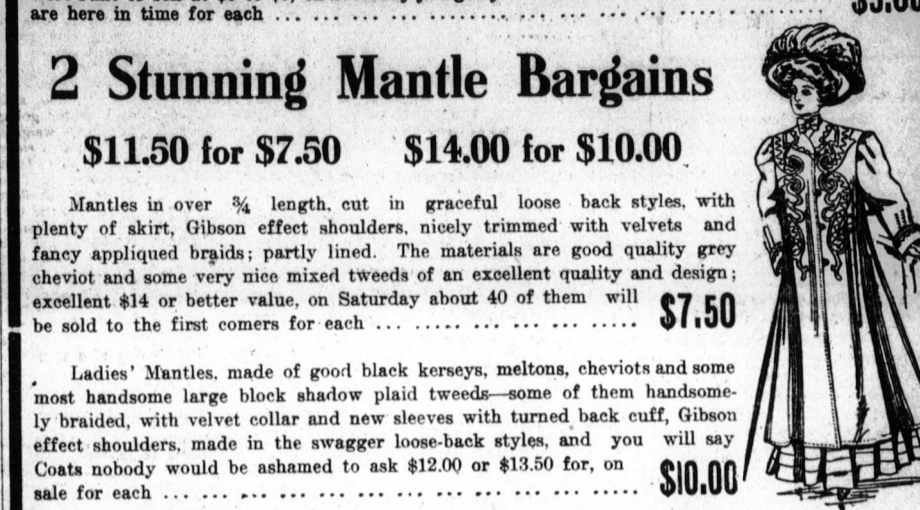 are here in time for each ... ... ... ... ... ... ... ... ... ... ...
2 Stunning Mantle Bargains
$11.50 for $7.50 $14.00 for $10.00
Mantles in over ¾ length, cut in graceful loose back styles, with
plenty of skirt, Gibson effect shoulders, nicely trimmed with velvets and
fancy appliqued braids; partly lined. The materials are good quality grey
cheviot and some very nice mixed tweeds of an excellent quality and design;
excellent $14 or better value, on Saturday about 40 of them will
be sold to the first comers for each ... ..... ... ... ... ..... $7.50
Ladies' Mantles, made of good black kerseys, meltons, cheviots and some
most handsome large block shadow plaid tweeds—some of them handsome-
ly braided, with velvet collar and new sleeves with turned back cuff, Gibson
effect shoulders, made in the swagger loose-back styles, and you will say
Coats nobody would be ashamed to ask $12.00 or $13.50 for, on
sale for each ... ... ... ... ... ... ... ... ... ... ..... $10.00